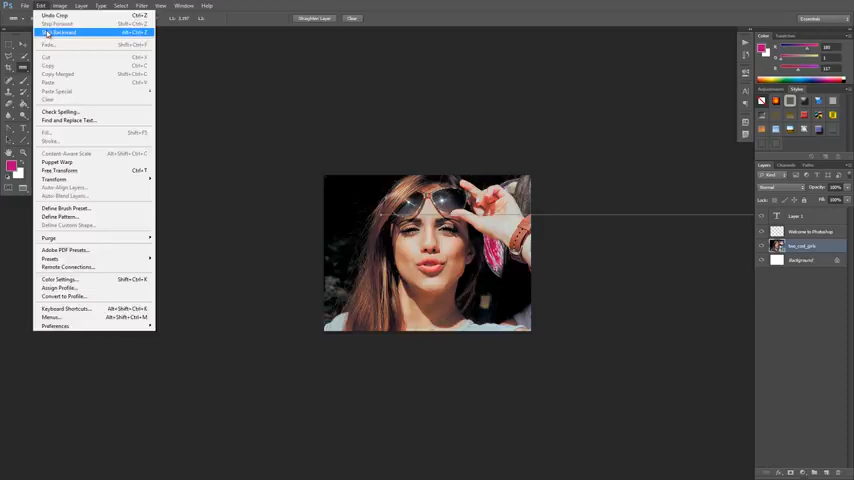 Ps File Edit Image Layer Type Select Filter View Window Help
Straighten Layer Clear Essentials
Undo Crop Ctrl+Z
Step Forward Shift+Ctrl+Z
Step Backward Alt+Ctrl+Z
Fade... Shift+Ctrl+F
Cut Ctrl+X
Copy Ctrl+C
Copy Merged Shift+Ctrl+C
Paste Ctrl+V
Paste Special
Clear
Check Spelling...
Find and Replace Text...
Fill... Shift+F5
Stroke...
Content-Aware Scale Alt+Shift+Ctrl+C
Puppet Warp
Free Transform Ctrl+T
Transform
Auto-Align Layers...
Auto-Blend Layers...
Define Brush Preset...
Define Pattern...
Define Custom Shape...
Purge
Adobe PDF Presets...
Presets
Remote Connections...
Color Settings... Shift+Ctrl+K
Assign Profile...
Convert to Profile...
Keyboard Shortcuts... Alt+Shift+Ctrl+K
Menus... Alt+Shift+Ctrl+M
Preferences
Color Swatches
R
G
B
Adjustments Styles
Layers Channels Paths
Kind
Normal Opacity: 100%
Lock: Fill: 100%
Layer 1
Welcome to Photoshop
Background